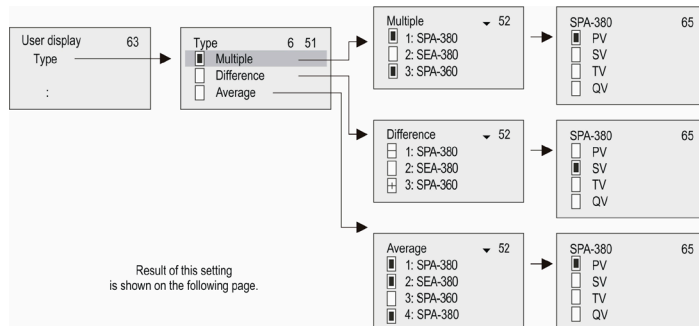 User display 63
Type
:
Type 6 51
Multiple
Difference
Average
Multiple 52
1: SPA-380
2: SEA-380
3: SPA-360
SPA-380 65
PV
SV
TV
QV
Difference 52
1: SPA-380
2: SEA-380
3: SPA-360
SPA-380 65
PV
SV
TV
QV
Average 52
1: SPA-380
2: SEA-380
3: SPA-360
4: SPA-380
SPA-380 65
PV
SV
TV
QV
Result of this setting
is shown on the following page.